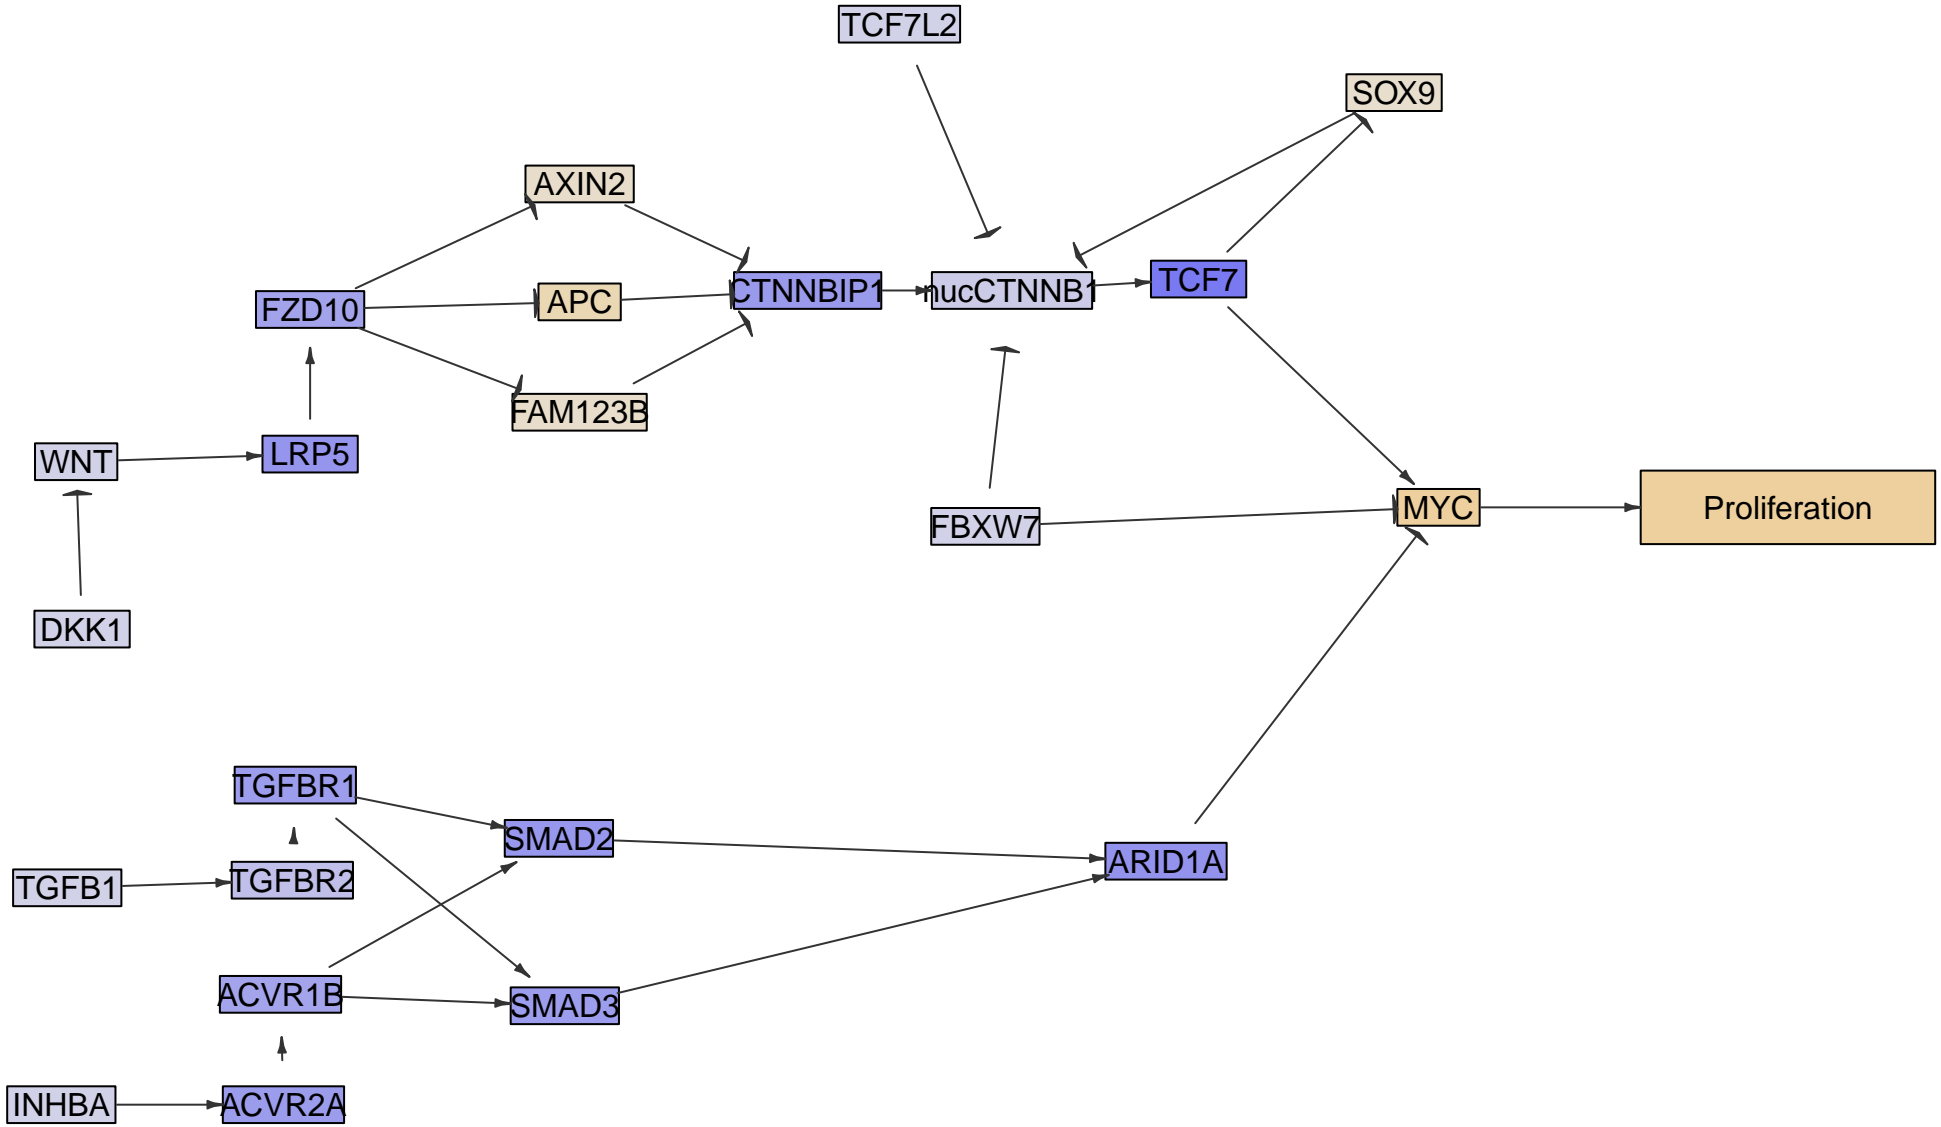 TCF7L2
SOX9
AXIN2
TCF7
CTNNBIP1
nucCTNNB1
APC
FZD10
FAM123B
LRP5
WNT
MYC
Proliferation
FBXW7
DKK1
TGFBR1
SMAD2
ARID1A
TGFBR2
TGFB1
ACVR1B
SMAD3
INHBA
ACVR2A